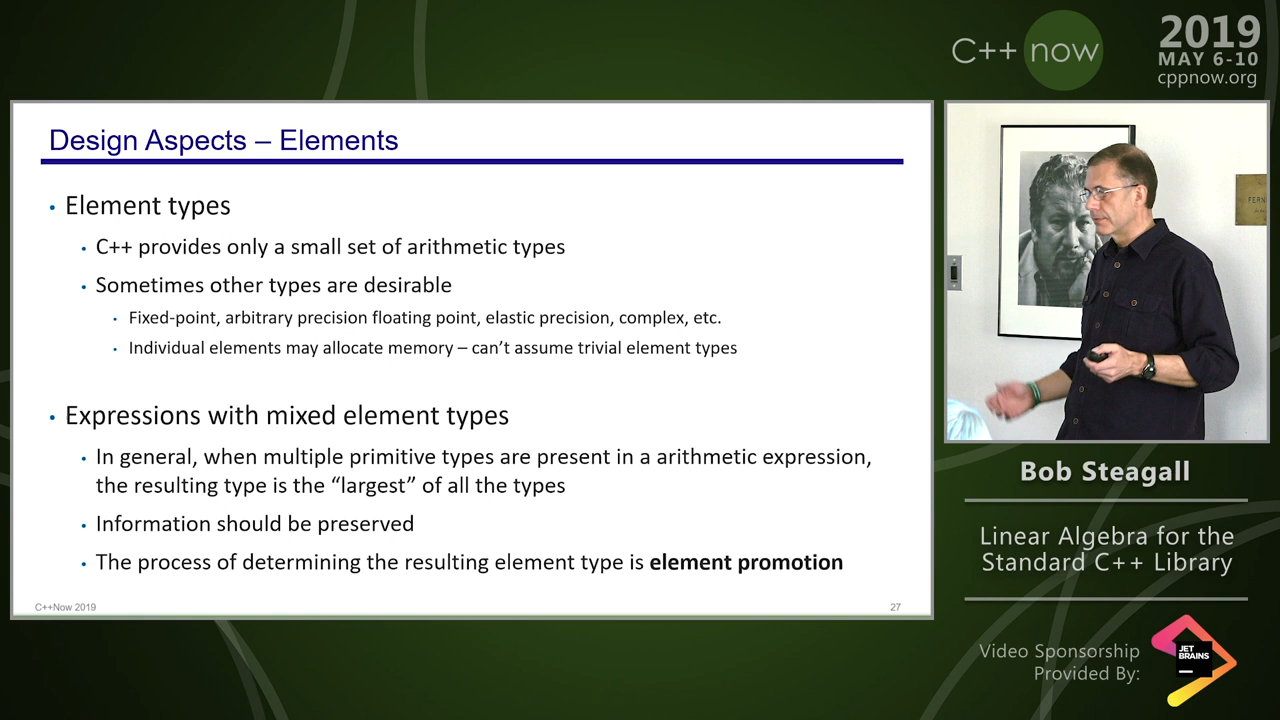 C++ now
2019
MAY 6-10
cppnow.org
Design Aspects – Elements
• Element types
• C++ provides only a small set of arithmetic types
• Sometimes other types are desirable
• Fixed-point, arbitrary precision floating point, elastic precision, complex, etc.
• Individual elements may allocate memory – can’t assume trivial element types
• Expressions with mixed element types
• In general, when multiple primitive types are present in a arithmetic expression,
the resulting type is the “largest” of all the types
• Information should be preserved
• The process of determining the resulting element type is element promotion
C++Now 2019
27
Bob Steagall
Linear Algebra for the
Standard C++ Library
Video Sponsorship
Provided By:
JET
BRAINS